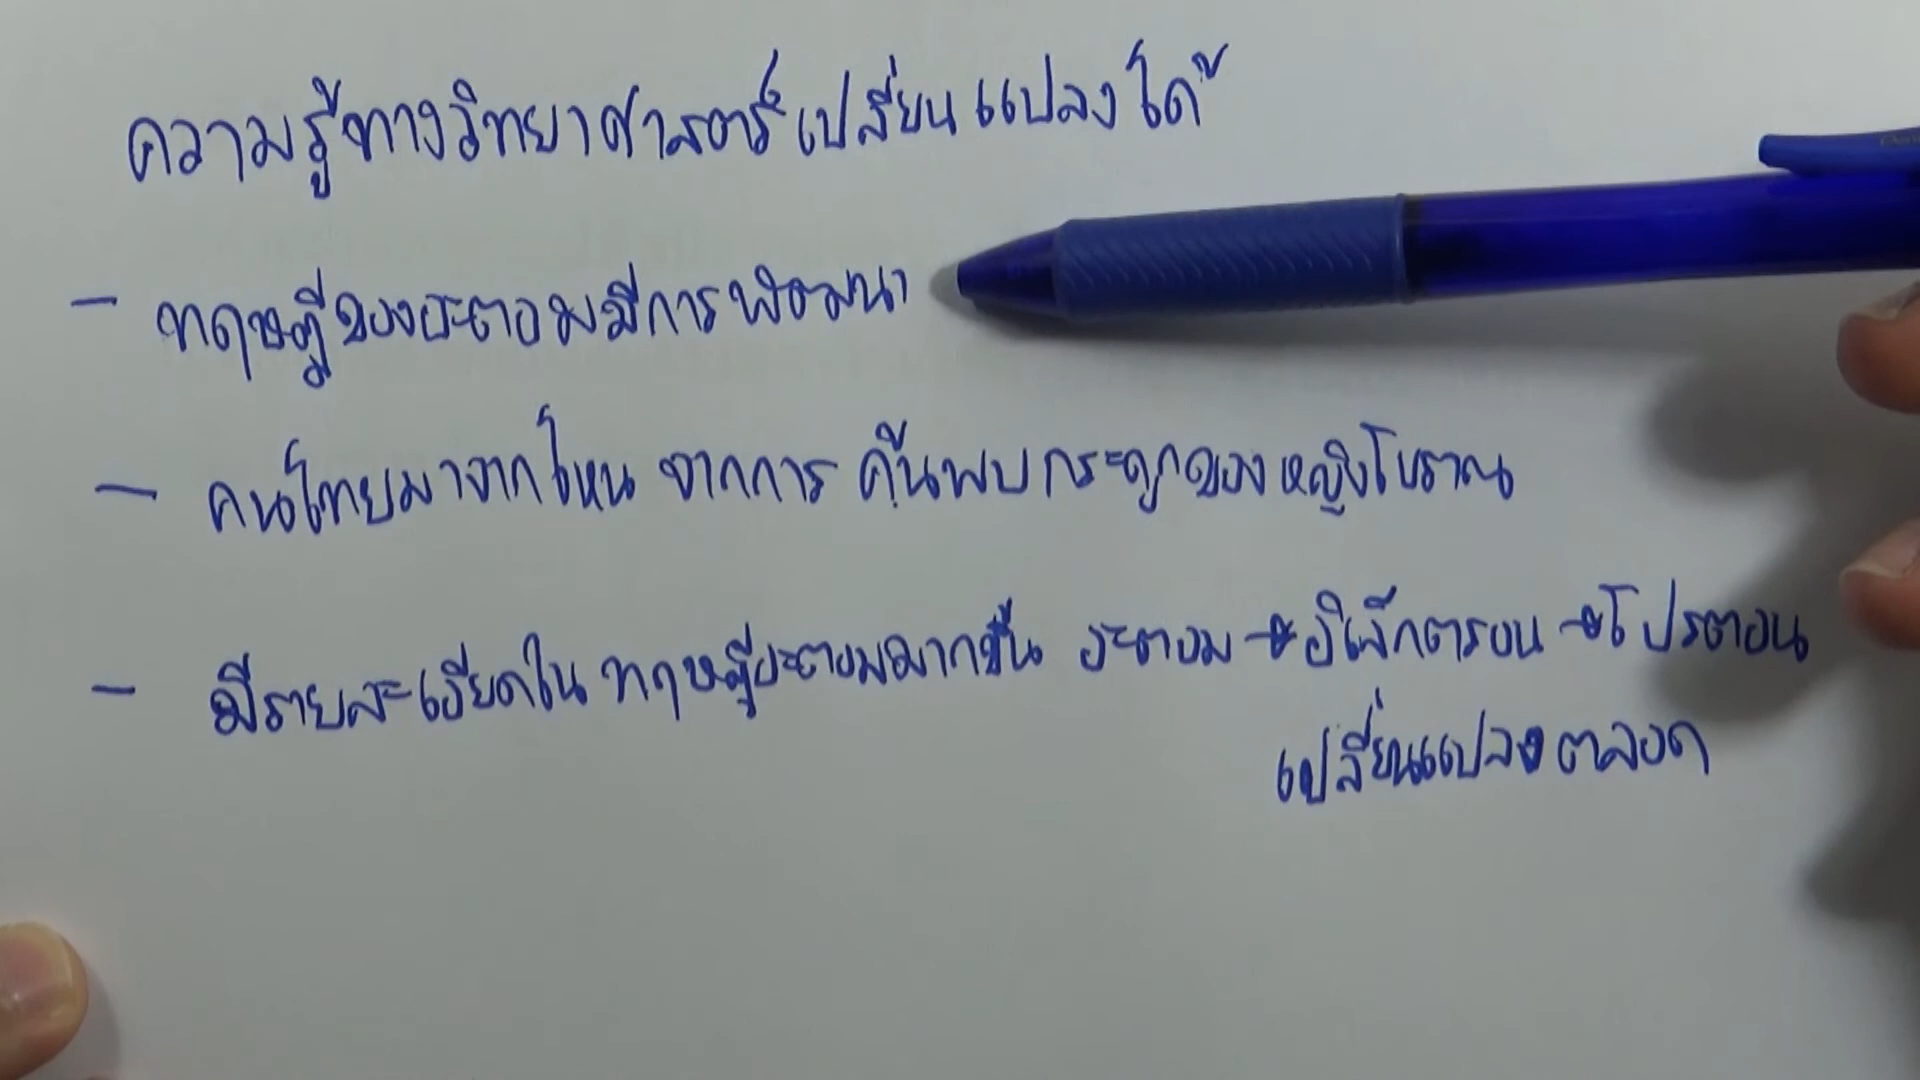 ความรู้ทางวิทยาศาสตร์เปลี่ยนแปลงได้
- ทฤษฎีของอะตอมมีการพัฒนา
- คนไทยมาจากไหน จากการ ค้นพบกระดูกของหญิงโบราณ
- มีรายละเอียดใน ทฤษฎีอะตอมมากขึ้น อะตอม → อิเล็กตรอน → โปรตอน
เปลี่ยนแปลงตลอด